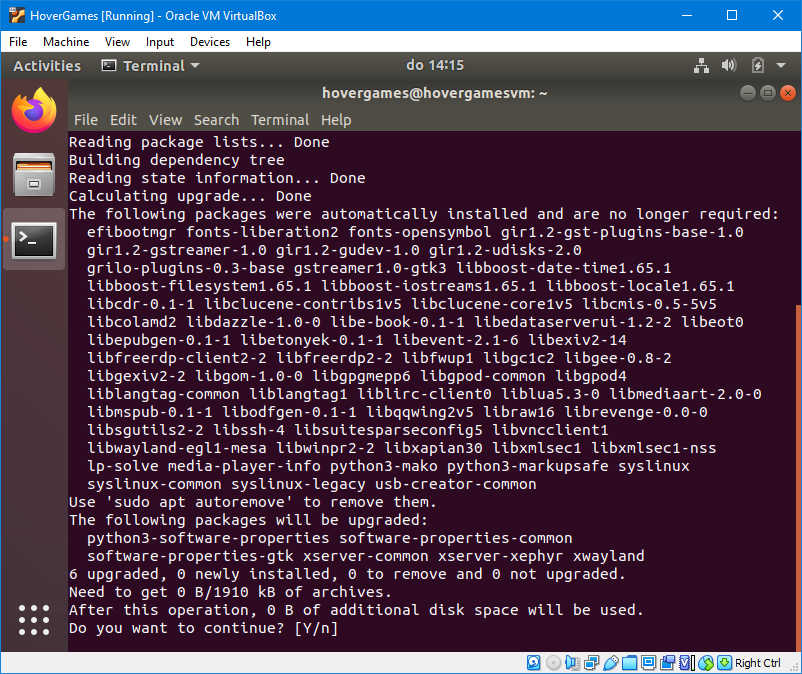 HoverGames [Running] - Oracle VM VirtualBox
File Machine View Input Devices Help
Activities Terminal do 14:15
hovergames@hovergamesvm: ~
File Edit View Search Terminal Help
Reading package lists... Done
Building dependency tree
Reading state information... Done
Calculating upgrade... Done
The following packages were automatically installed and are no longer required:
efibootmgr fonts-liberation2 fonts-opensymbol gir1.2-gst-plugins-base-1.0
gir1.2-gstreamer-1.0 gir1.2-gudev-1.0 gir1.2-udisks-2.0
grilo-plugins-0.3-base gstreamer1.0-gtk3 libboost-date-time1.65.1
libboost-filesystem1.65.1 libboost-iostreams1.65.1 libboost-locale1.65.1
libcdr-0.1-1 libclucene-contribs1v5 libclucene-core1v5 libcmis-0.5-5v5
libcolamd2 libdazzle-1.0-0 libe-book-0.1-1 libedataserverui-1.2-2 libeot0
libepubgen-0.1-1 libetonyek-0.1-1 libevent-2.1-6 libexiv2-14
libfreerdp-client2-2 libfreerdp2-2 libfwup1 libgc1c2 libgee-0.8-2
libgexiv2-2 libgom-1.0-0 libgpgmepp6 libgpod-common libgpod4
liblangtag-common liblangtag1 liblirc-client0 liblua5.3-0 libmediaart-2.0-0
libmspub-0.1-1 libodfgen-0.1-1 libqqwing2v5 libraw16 librevenge-0.0-0
libsgutils2-2 libssh-4 libsuitesparseconfig5 libvncclient1
libwayland-egl1-mesa libwinpr2-2 libxapian30 libxmlsec1 libxmlsec1-nss
lp-solve media-player-info python3-mako python3-markupsafe syslinux
syslinux-common syslinux-legacy usb-creator-common
Use 'sudo apt autoremove' to remove them.
The following packages will be upgraded:
python3-software-properties software-properties-common
software-properties-gtk xserver-common xserver-xephyr xwayland
6 upgraded, 0 newly installed, 0 to remove and 0 not upgraded.
Need to get 0 B/1910 kB of archives.
After this operation, 0 B of additional disk space will be used.
Do you want to continue? [Y/n]
Right Ctrl